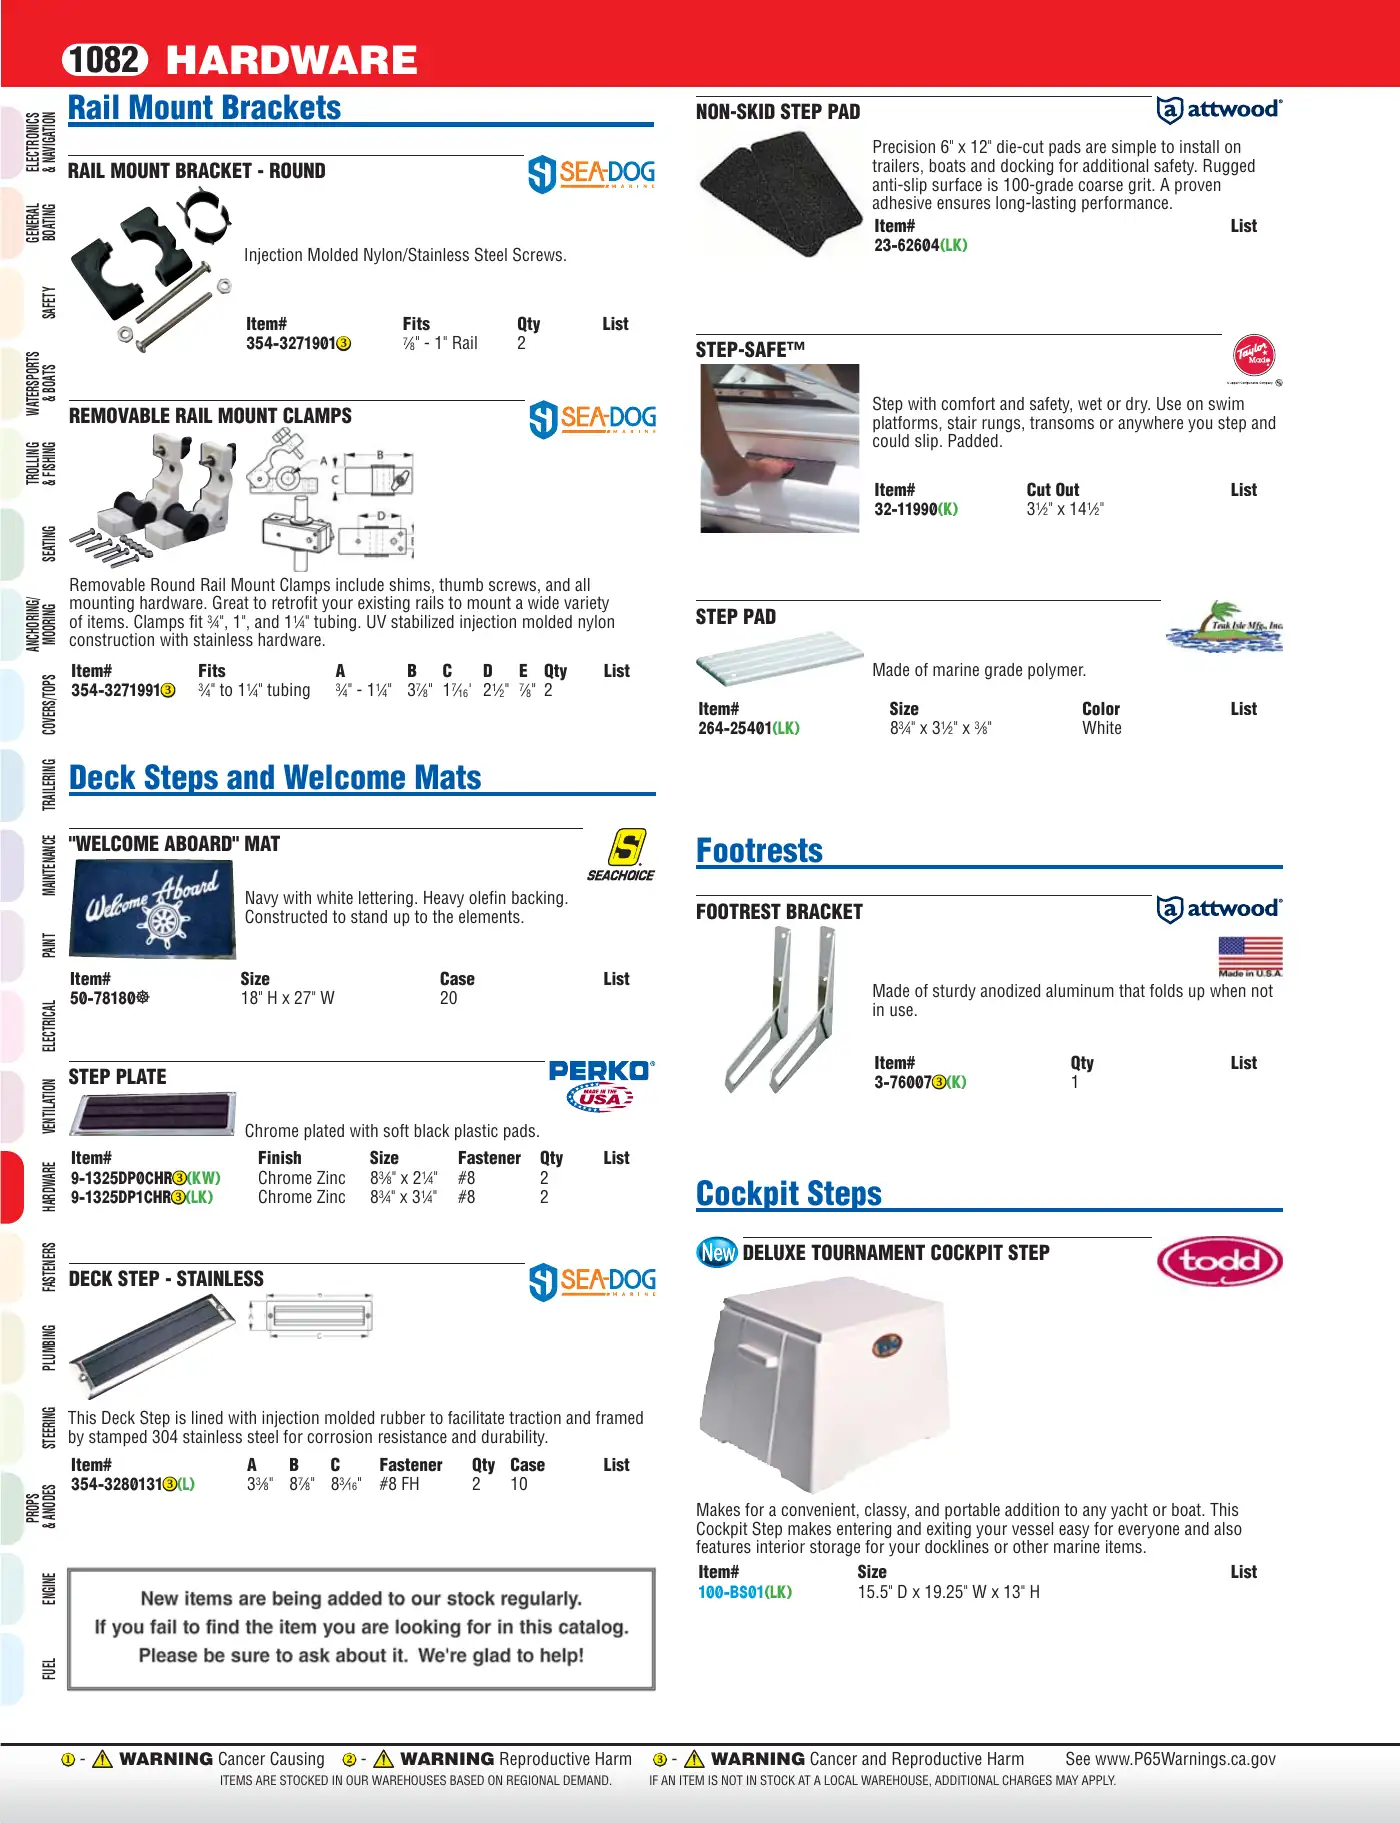 1082 HARDWARE
ELECTRONICS
& NAVIGATION
GENERAL
BOATING
SAFETY
WATERSPORTS
& BOATS
TROLLING
& FISHING
SEATING
ANCHORING/
MOORING
COVERS/TOPS
TRAILERING
MAINTENANCE
PAINT
ELECTRICAL
VENTILATION
HARDWARE
FASTENERS
PLUMBING
STEERING
PROPS
& ANODES
ENGINE
FUEL
Rail Mount Brackets
RAIL MOUNT BRACKET - ROUND
SEA-DOG
MARINE
Injection Molded Nylon/Stainless Steel Screws.
Item# Fits Qty List
354-3271901③ ⅞" - 1" Rail 2
REMOVABLE RAIL MOUNT CLAMPS
SEA-DOG
MARINE
A B
C
D
E
Removable Round Rail Mount Clamps include shims, thumb screws, and all
mounting hardware. Great to retrofit your existing rails to mount a wide variety
of items. Clamps fit ¾", 1", and 1¼" tubing. UV stabilized injection molded nylon
construction with stainless hardware.
Item# Fits A B C D E Qty List
354-3271991③ ¾" to 1¼" tubing ¾" - 1¼" 3⅞" 1⁷⁄₁₆' 2½" ⅞" 2
Deck Steps and Welcome Mats
"WELCOME ABOARD" MAT
S
SEACHOICE
Welcome Aboard
Navy with white lettering. Heavy olefin backing.
Constructed to stand up to the elements.
Item# Size Case List
50-78180 18" H x 27" W 20
STEP PLATE
PERKO®
MADE IN THE
USA
Chrome plated with soft black plastic pads.
Item# Finish Size Fastener Qty List
9-1325DP0CHR③(KW) Chrome Zinc 8⅜" x 2¼" #8 2
9-1325DP1CHR③(LK) Chrome Zinc 8¾" x 3¼" #8 2
DECK STEP - STAINLESS
SEA-DOG
MARINE
B
A
C
This Deck Step is lined with injection molded rubber to facilitate traction and framed
by stamped 304 stainless steel for corrosion resistance and durability.
Item# A B C Fastener Qty Case List
354-3280131③(L) 3⅜" 8⅞" 8³⁄₁₆" #8 FH 2 10
New items are being added to our stock regularly.
If you fail to find the item you are looking for in this catalog.
Please be sure to ask about it. We're glad to help!
NON-SKID STEP PAD
a attwood®
Precision 6" x 12" die-cut pads are simple to install on
trailers, boats and docking for additional safety. Rugged
anti-slip surface is 100-grade coarse grit. A proven
adhesive ensures long-lasting performance.
Item# List
23-62604(LK)
STEP-SAFE™
Taylor
Made
Step with comfort and safety, wet or dry. Use on swim
platforms, stair rungs, transoms or anywhere you step and
could slip. Padded.
Item# Cut Out List
32-11990(K) 3½" x 14½"
STEP PAD
Teak Isle Mfg., Inc.
Made of marine grade polymer.
Item# Size Color List
264-25401(LK) 8¾" x 3½" x ⅜" White
Footrests
FOOTREST BRACKET
a attwood®
Made in U.S.A.
Made of sturdy anodized aluminum that folds up when not
in use.
Item# Qty List
3-76007③(K) 1
Cockpit Steps
New DELUXE TOURNAMENT COCKPIT STEP
todd
Makes for a convenient, classy, and portable addition to any yacht or boat. This
Cockpit Step makes entering and exiting your vessel easy for everyone and also
features interior storage for your docklines or other marine items.
Item# Size List
100-BS01(LK) 15.5" D x 19.25" W x 13" H
① - ⚠ WARNING Cancer Causing ② - ⚠ WARNING Reproductive Harm ③ - ⚠ WARNING Cancer and Reproductive Harm See www.P65Warnings.ca.gov
ITEMS ARE STOCKED IN OUR WAREHOUSES BASED ON REGIONAL DEMAND. IF AN ITEM IS NOT IN STOCK AT A LOCAL WAREHOUSE, ADDITIONAL CHARGES MAY APPLY.